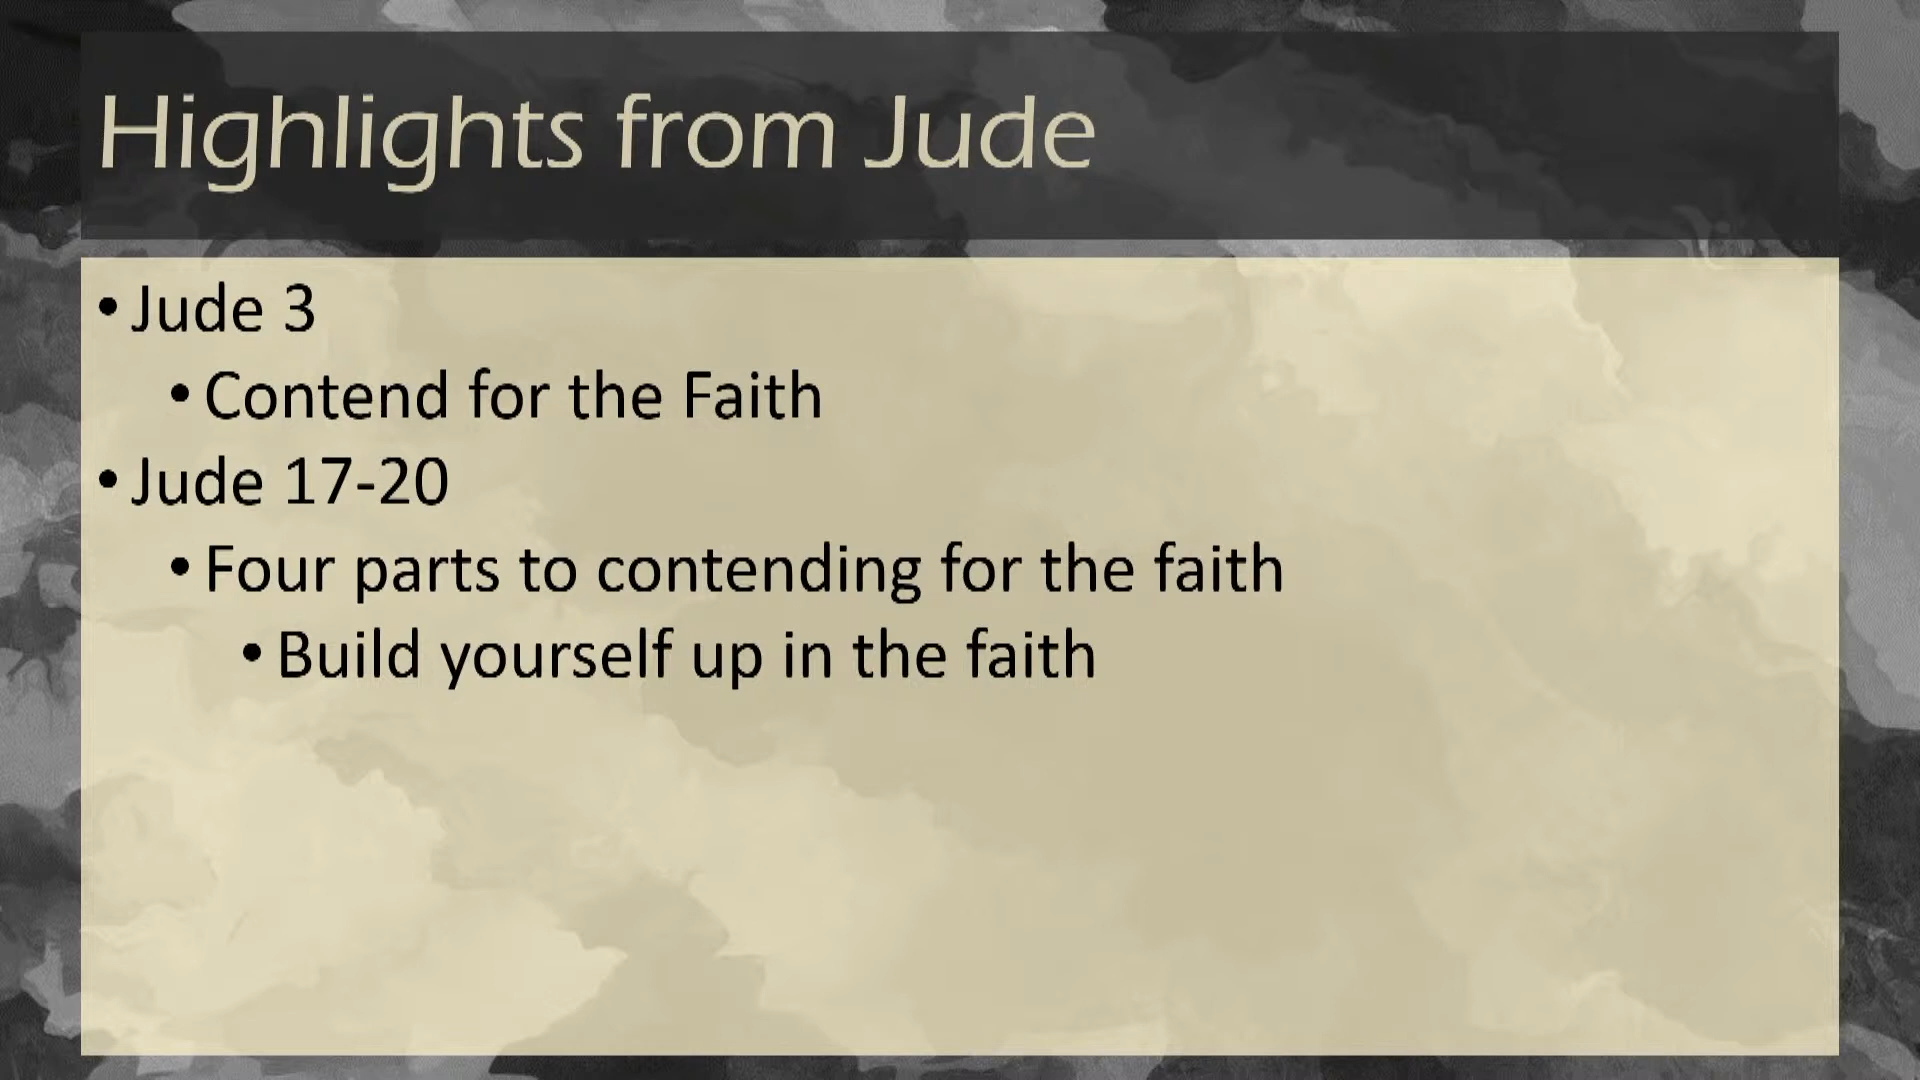 Highlights from Jude
• Jude 3
• Contend for the Faith
• Jude 17-20
• Four parts to contending for the faith
• Build yourself up in the faith